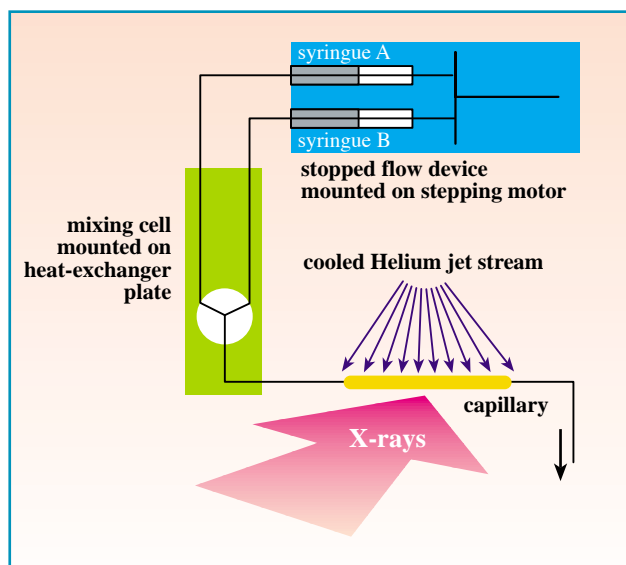 syringue A
syringue B
stopped flow device
mounted on stepping motor
mixing cell
mounted on
heat-exchanger
plate
cooled Helium jet stream
capillary
X-rays